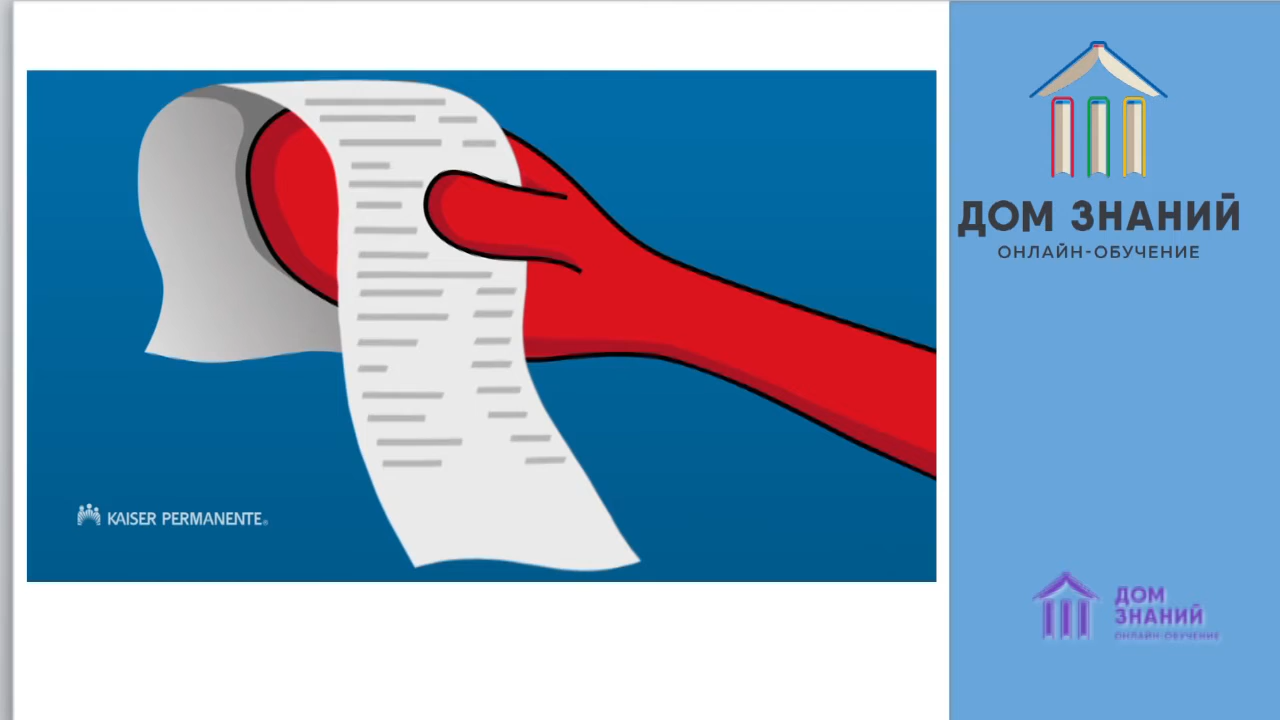 KAISER PERMANENTE®
ДОМ ЗНАНИЙ
ОНЛАЙН-ОБУЧЕНИЕ
ДОМ
ЗНАНИЙ
ОНЛАЙН-ОБУЧЕНИЕ